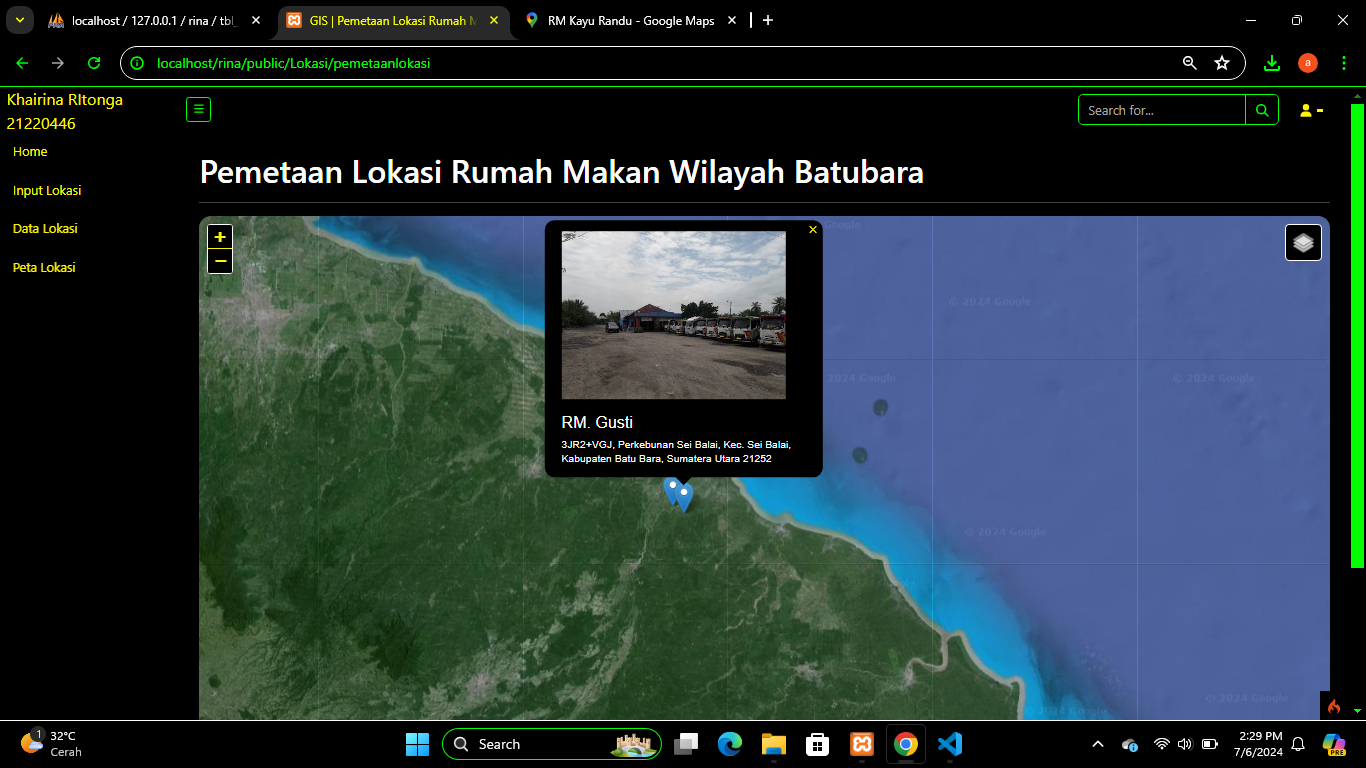 localhost / 127.0.0.1 / rina / tbl_
GIS | Pemetaan Lokasi Rumah M
RM Kayu Randu - Google Maps
localhost/rina/public/Lokasi/pemetaanlokasi
a
Khairina RItonga
21220446
Search for...
Home
Input Lokasi
Data Lokasi
Peta Lokasi
Pemetaan Lokasi Rumah Makan Wilayah Batubara
+
−
×
RM. Gusti
3JR2+VGJ, Perkebunan Sei Balai, Kec. Sei Balai,
Kabupaten Batu Bara, Sumatera Utara 21252
Google
© 2024 Google
2024 Google
© 2024 Google
© 2024 Google
© 2024 Google
© 2024 Google
1
32°C
Cerah
Search
PRE
2:29 PM
7/6/2024